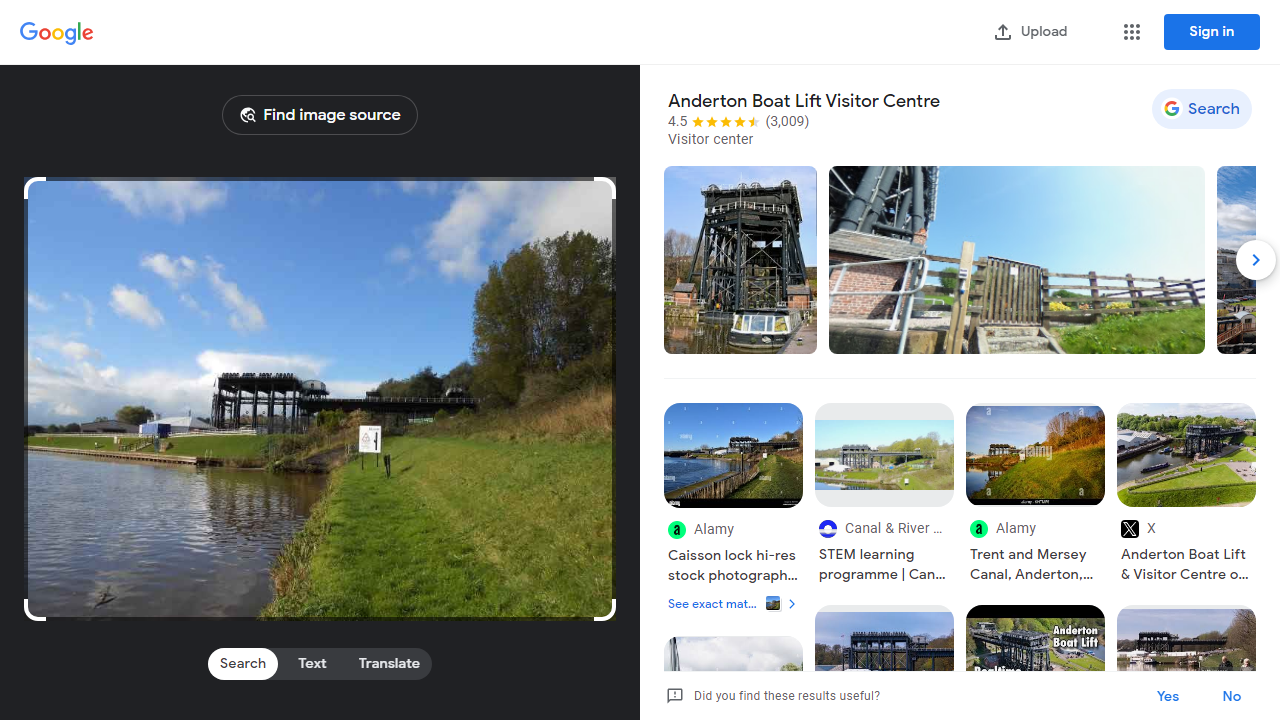 Google
Upload
Sign in
Find image source
Search
Text
Translate
Anderton Boat Lift Visitor Centre
4.5 (3,009)
Visitor center
Search
Alamy
Caisson lock hi-res
stock photograph...
See exact mat...
Canal & River ...
STEM learning
programme | Can...
Alamy
Trent and Mersey
Canal, Anderton,...
X
Anderton Boat Lift
& Visitor Centre o...
Anderton
Boat Lift
Did you find these results useful?
Yes
No